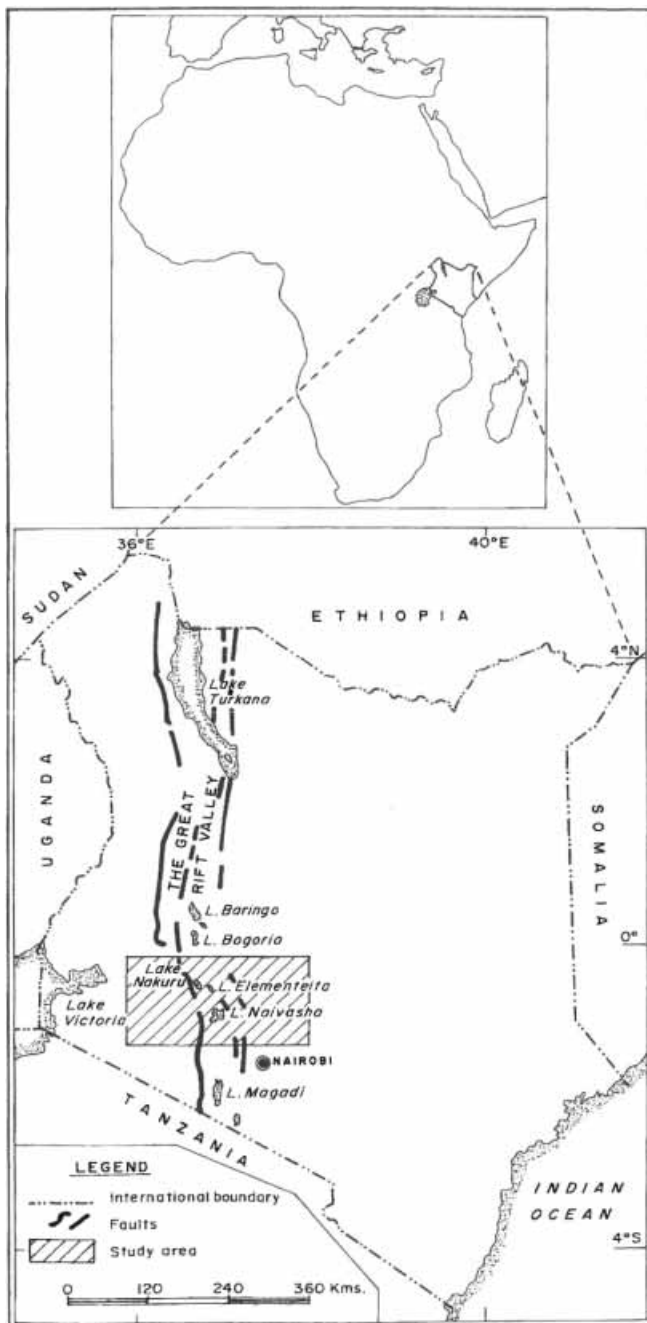 36°E
40°E
SUDAN
ETHIOPIA
4°N
Lake
Turkana
UGANDA
THE GREAT
RIFT VALLEY
SOMALIA
L. Baringo
L. Bogoria
0°
Lake
Nakuru
L. Elementeita
Lake
Victoria
L. Naivasha
NAIROBI
L. Magadi
TANZANIA
LEGEND
International boundary
Faults
Study area
INDIAN
OCEAN
4°S
0 120 240 360 Kms.